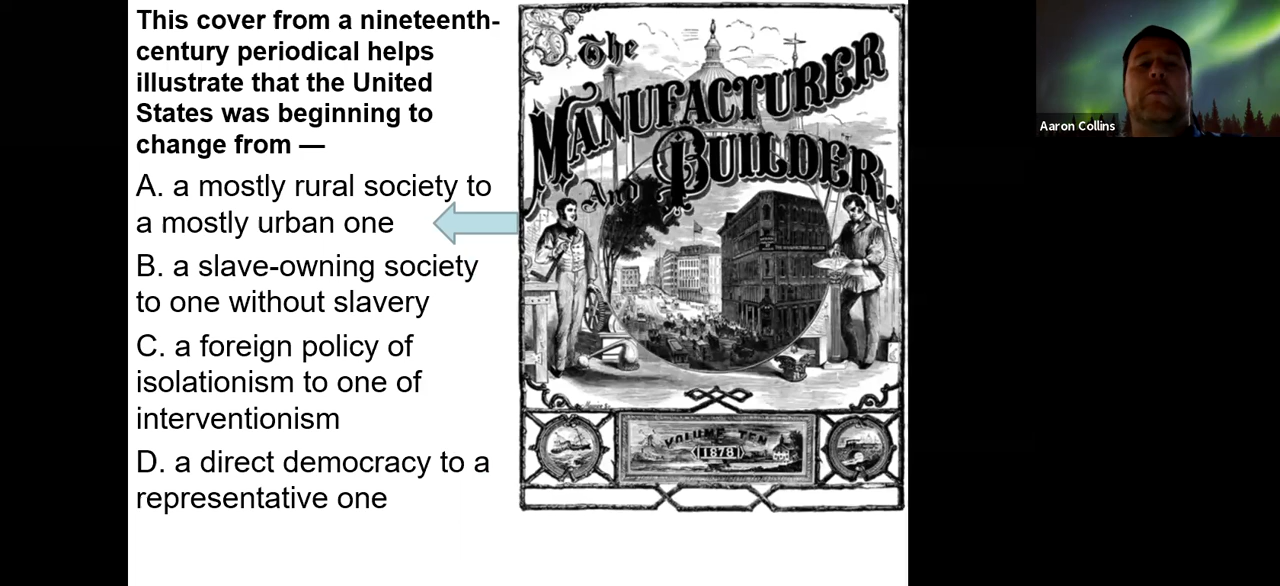 This cover from a nineteenth-
century periodical helps
illustrate that the United
States was beginning to
change from —
A. a mostly rural society to
a mostly urban one
B. a slave-owning society
to one without slavery
C. a foreign policy of
isolationism to one of
interventionism
D. a direct democracy to a
representative one
The
MANUFACTURER
And BUILDER.
VOLUME TEN
1878
Aaron Collins